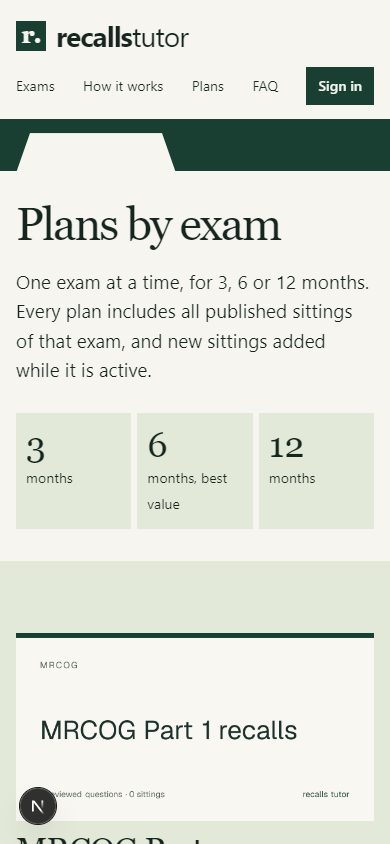 r. recallstutor
Exams How it works Plans FAQ Sign in
Plans by exam
One exam at a time, for 3, 6 or 12 months.
Every plan includes all published sittings
of that exam, and new sittings added
while it is active.
3
months
6
months, best
value
12
months
MRCOG
MRCOG Part 1 recalls
questions · 0 sittings
recalls tutor
N
MRCOG